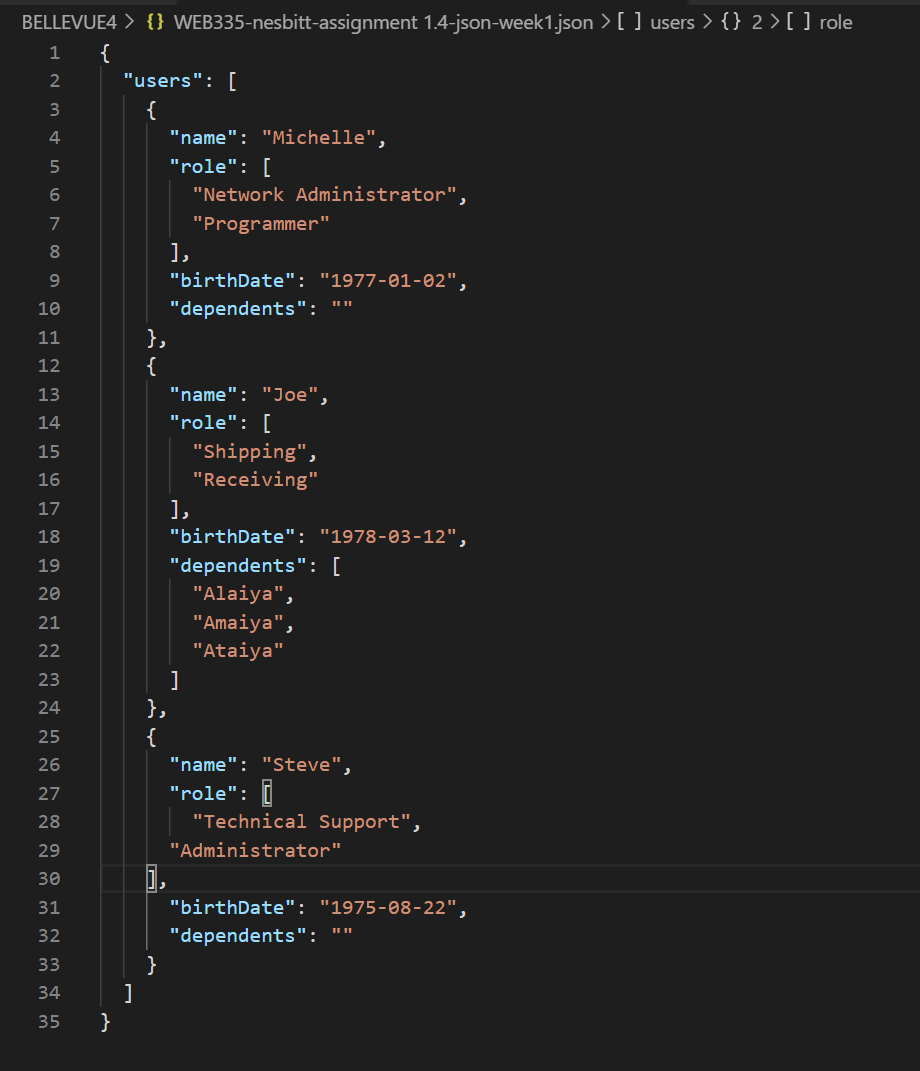 BELLEVUE4 > {} WEB335-nesbitt-assignment 1.4-json-week1.json > [ ] users > {} 2 > [ ] role
1 {
2   "users": [
3     {
4       "name": "Michelle",
5       "role": [
6         "Network Administrator",
7         "Programmer"
8       ],
9       "birthDate": "1977-01-02",
10       "dependents": ""
11     },
12     {
13       "name": "Joe",
14       "role": [
15         "Shipping",
16         "Receiving"
17       ],
18       "birthDate": "1978-03-12",
19       "dependents": [
20         "Alaiya",
21         "Amaiya",
22         "Ataiya"
23       ]
24     },
25     {
26       "name": "Steve",
27       "role": [
28         "Technical Support",
29       "Administrator"
30     ],
31       "birthDate": "1975-08-22",
32       "dependents": ""
33     }
34   ]
35 }